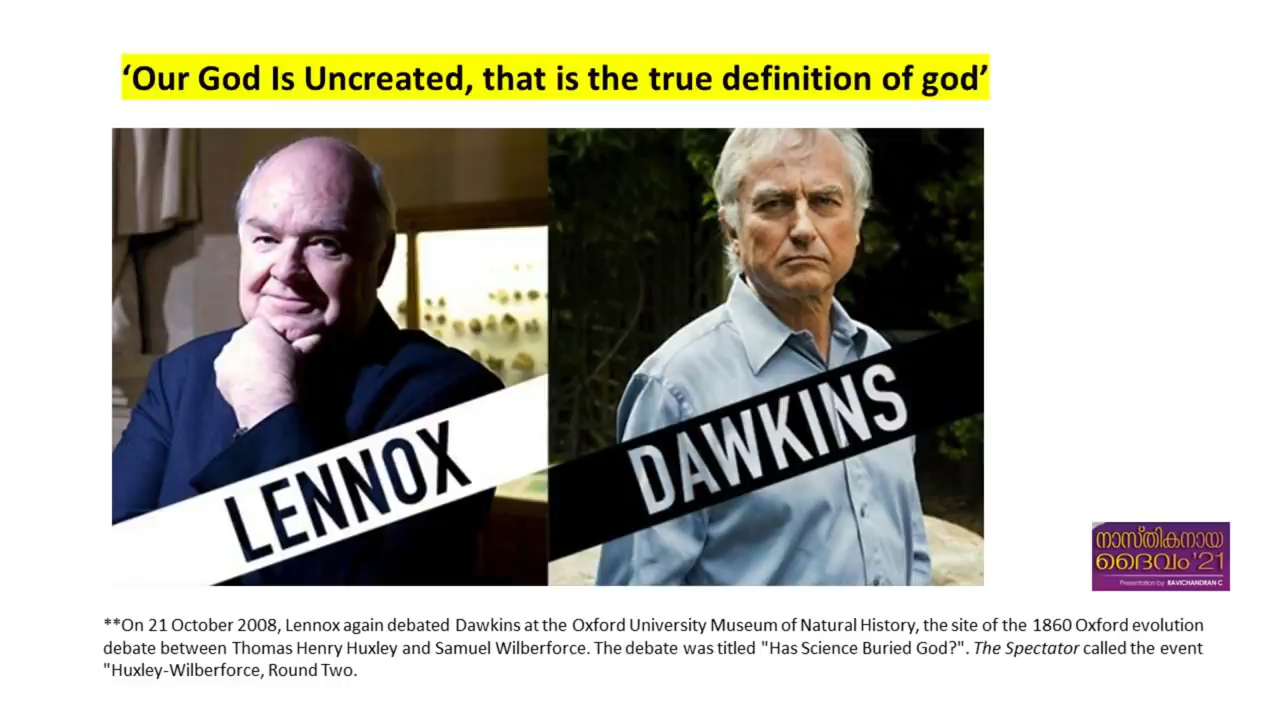 ‘Our God Is Uncreated, that is the true definition of god’
LENNOX
DAWKINS
നാസ്തികനായ
ദൈവം '21
Presentation by RAVICHANDRAN C
**On 21 October 2008, Lennox again debated Dawkins at the Oxford University Museum of Natural History, the site of the 1860 Oxford evolution
debate between Thomas Henry Huxley and Samuel Wilberforce. The debate was titled "Has Science Buried God?". The Spectator called the event
"Huxley-Wilberforce, Round Two.